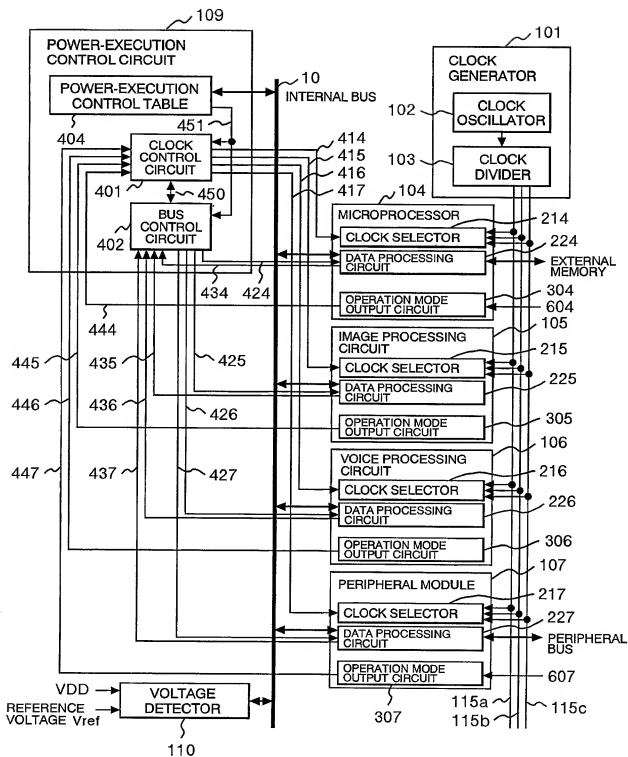 109
POWER-EXECUTION
CONTROL CIRCUIT
POWER-EXECUTION
CONTROL TABLE
404
451
CLOCK
CONTROL
CIRCUIT
401
450
BUS
CONTROL
CIRCUIT
402
434
424
444
445
435
425
446
436
426
447
437
427
10
INTERNAL BUS
414
415
416
417
101
CLOCK
GENERATOR
102
CLOCK
OSCILLATOR
103
CLOCK
DIVIDER
104
MICROPROCESSOR
214
CLOCK SELECTOR
224
DATA PROCESSING
CIRCUIT
EXTERNAL
MEMORY
OPERATION MODE
OUTPUT CIRCUIT
304
604
105
IMAGE PROCESSING
CIRCUIT
215
CLOCK SELECTOR
DATA PROCESSING
CIRCUIT
225
OPERATION MODE
OUTPUT CIRCUIT
305
106
VOICE PROCESSING
CIRCUIT
216
CLOCK SELECTOR
DATA PROCESSING
CIRCUIT
226
OPERATION MODE
OUTPUT CIRCUIT
306
107
PERIPHERAL MODULE
217
CLOCK SELECTOR
227
DATA PROCESSING
CIRCUIT
PERIPHERAL
BUS
OPERATION MODE
OUTPUT CIRCUIT
607
307
VDD
REFERENCE
VOLTAGE Vref
VOLTAGE
DETECTOR
110
115a
115b
115c